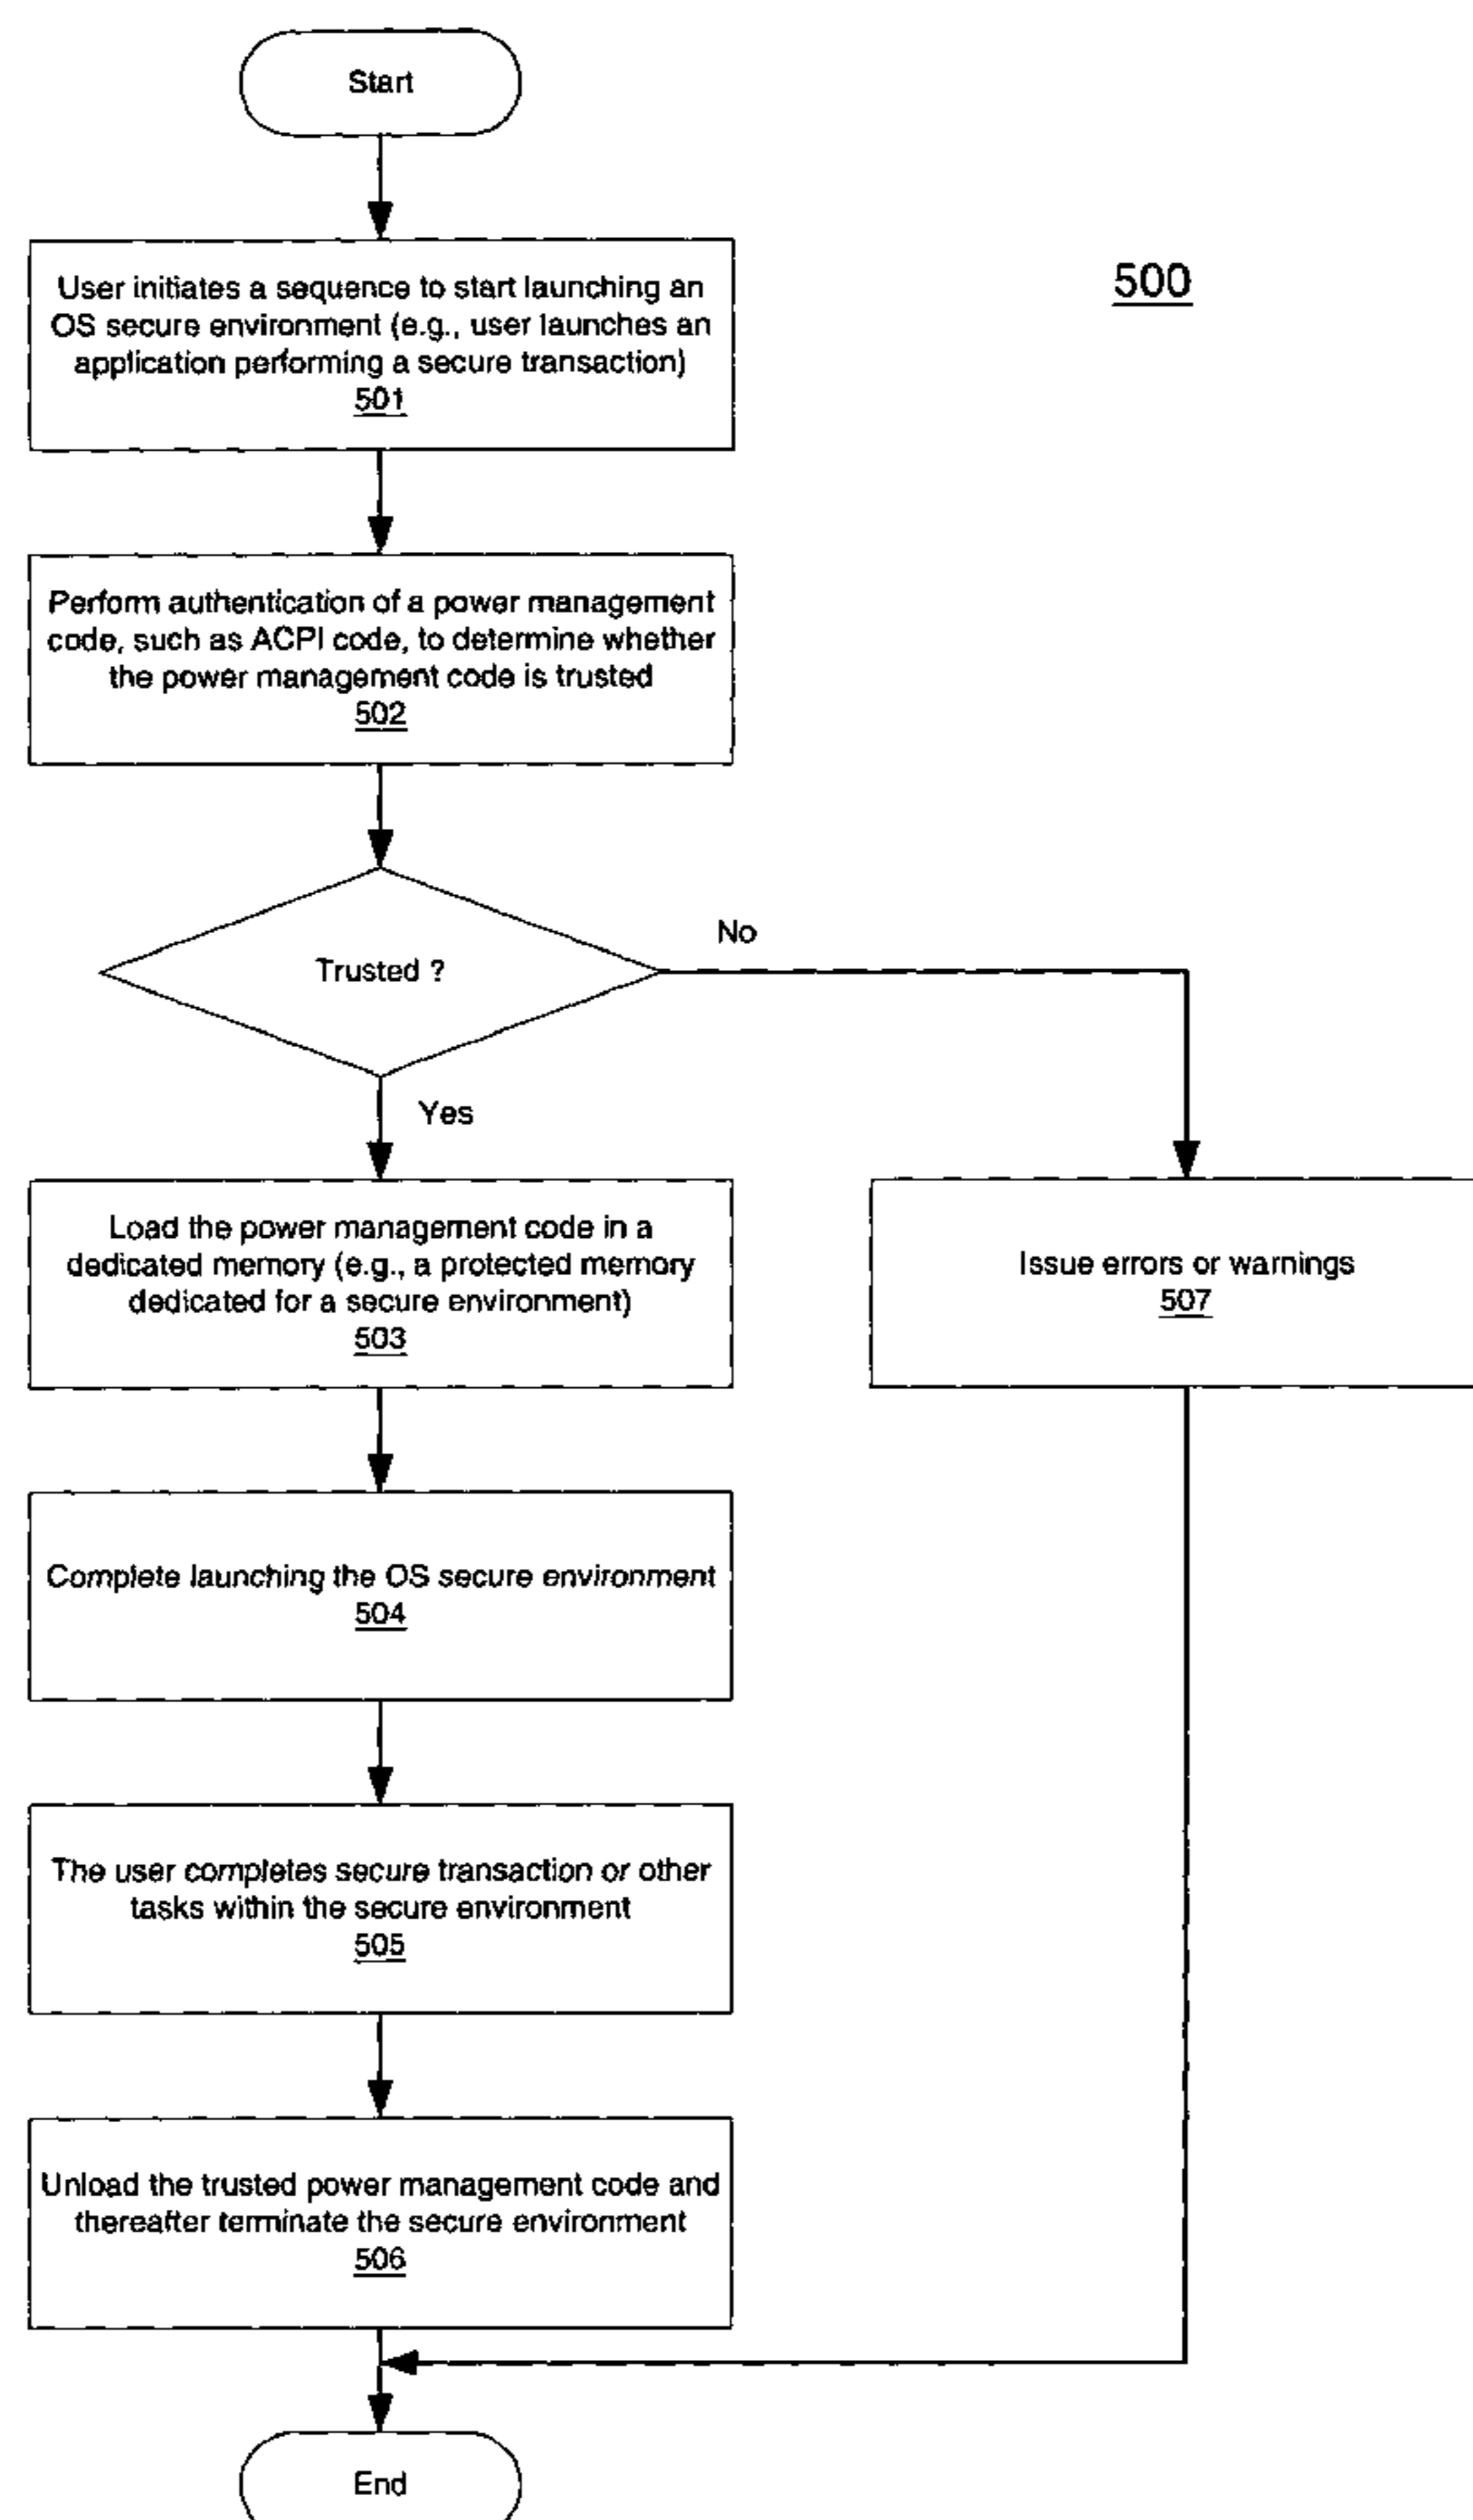 Start
500
User initiates a sequence to start launching an
OS secure environment (e.g., user launches an
application performing a secure transaction)
501
Perform authentication of a power management
code, such as ACPI code, to determine whether
the power management code is trusted
502
Trusted ?
No
Yes
Load the power management code in a
dedicated memory (e.g., a protected memory
dedicated for a secure environment)
503
Issue errors or warnings
507
Complete launching the OS secure environment
504
The user completes secure transaction or other
tasks within the secure environment
505
Unload the trusted power management code and
thereafter terminate the secure environment
506
End